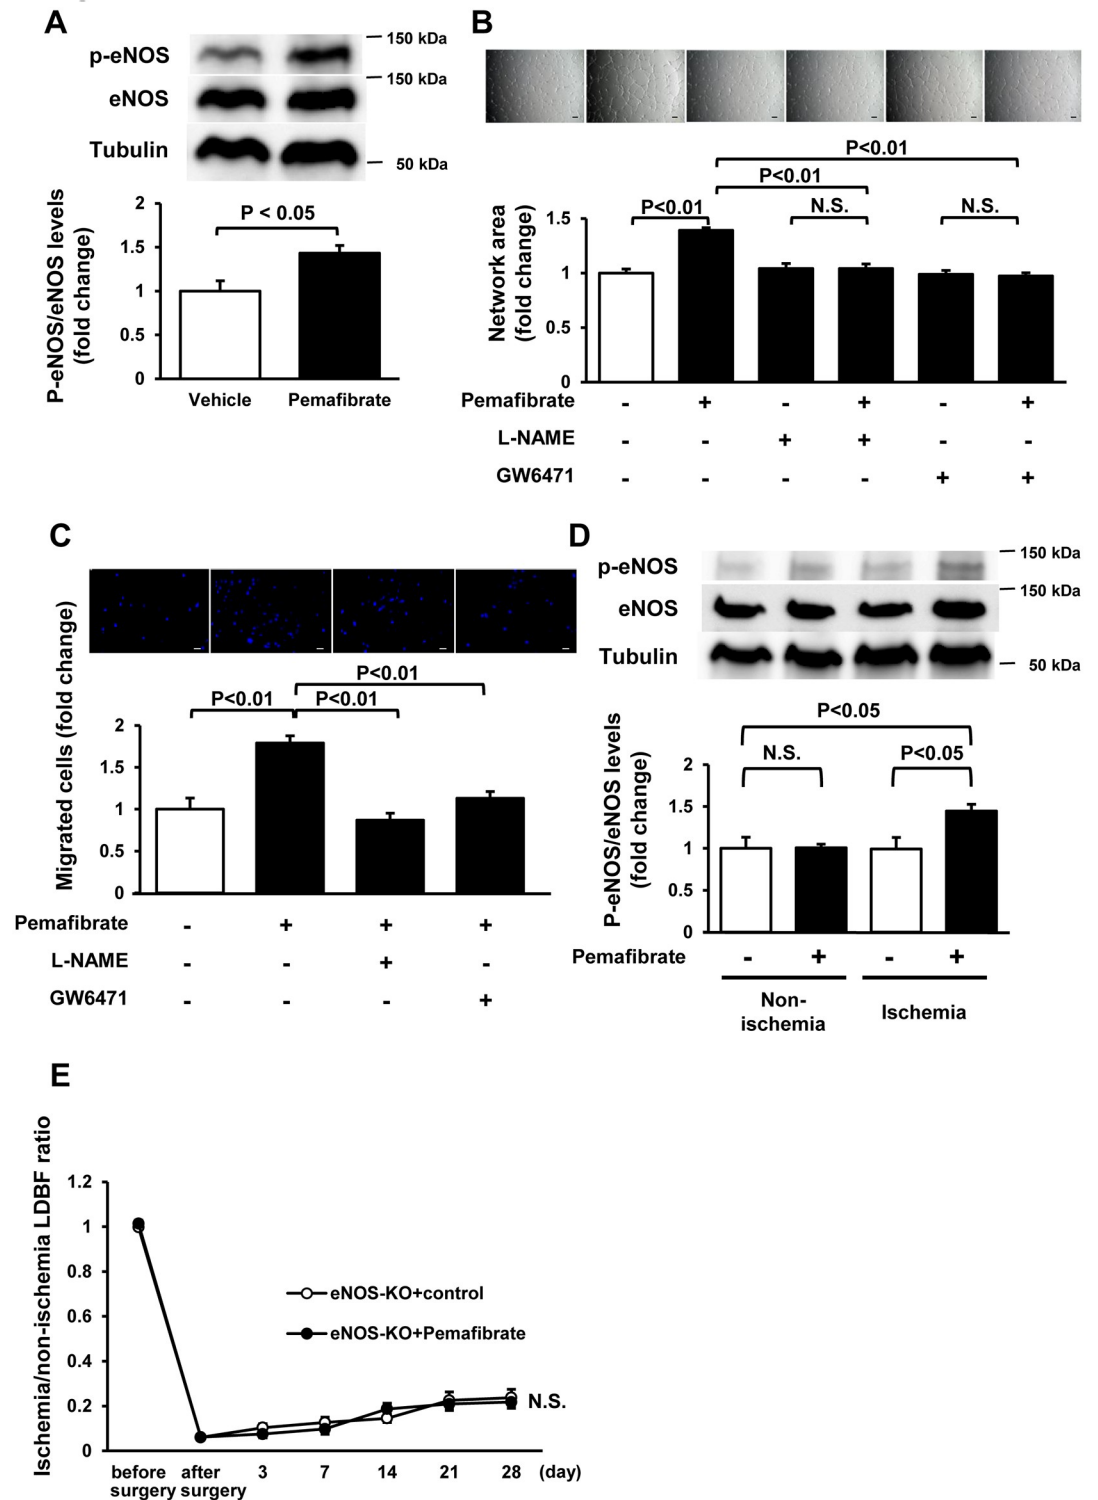 A
p-eNOS
150 kDa
150 kDa
eNOS
Tubulin
50 kDa
P-eNOS/eNOS levels
(fold change)
2
1.5
1
0.5
0
P < 0.05
Vehicle Pemafibrate
B
P<0.01
P<0.01
P<0.01
N.S.
N.S.
Network area
(fold change)
1.5
1
0.5
0
Pemafibrate - + - + - +
L-NAME - - + + - -
GW6471 - - - - + +
C
P<0.01
P<0.01
P<0.01
Migrated cells (fold change)
2
1.5
1
0.5
0
Pemafibrate - + + +
L-NAME - - + -
GW6471 - - - +
D
p-eNOS
150 kDa
150 kDa
eNOS
Tubulin
50 kDa
P<0.05
N.S.
P<0.05
P-eNOS/eNOS levels
(fold change)
2
1.5
1
0.5
0
Pemafibrate - + - +
Non-
ischemia
Ischemia
E
Ischemia/non-ischemia LDBF ratio
1.2
1
0.8
0.6
0.4
0.2
0
eNOS-KO+control
eNOS-KO+Pemafibrate
N.S.
before after 3 7 14 21 28 (day)
surgery surgery